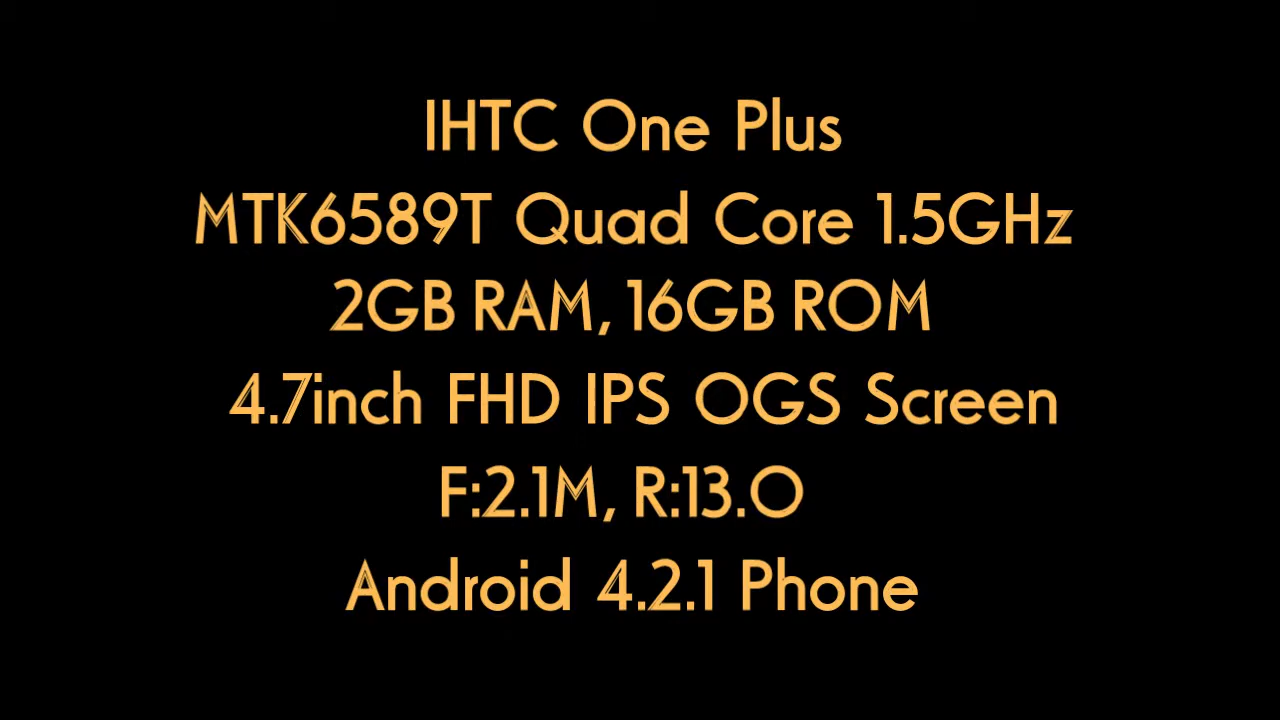 IHTC One Plus
MTK6589T Quad Core 1.5GHz
2GB RAM, 16GB ROM
4.7inch FHD IPS OGS Screen
F:2.1M, R:13.0
Android 4.2.1 Phone